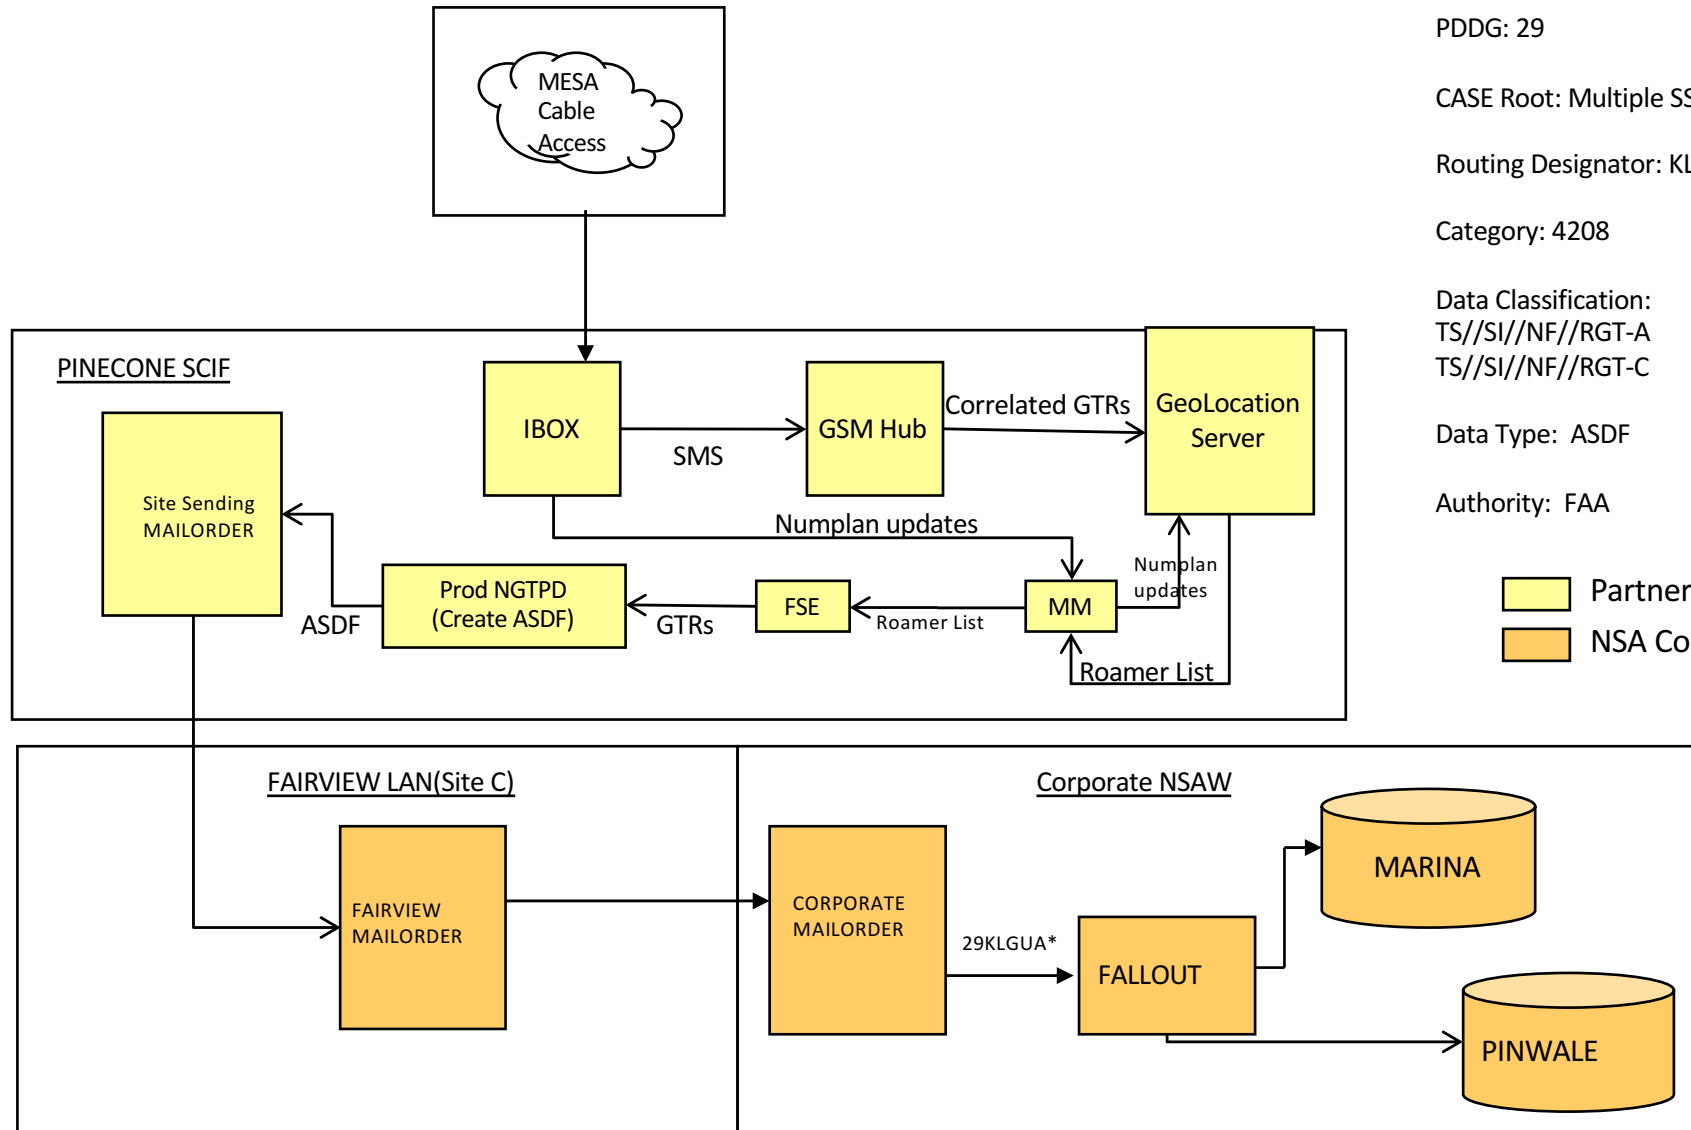 MESA
Cable
Access
PDDG: 29
CASE Root: Multiple SS
Routing Designator: KL
Category: 4208
Data Classification:
TS//SI//NF//RGT-A
TS//SI//NF//RGT-C
Data Type: ASDF
Authority: FAA
Partner
NSA Co
PINECONE SCIF
IBOX
SMS
GSM Hub
Correlated GTRs
GeoLocation
Server
Numplan updates
Numplan
updates
Site Sending
MAILORDER
ASDF
Prod NGTPD
(Create ASDF)
GTRs
FSE
Roamer List
MM
Roamer List
FAIRVIEW LAN(Site C)
FAIRVIEW
MAILORDER
Corporate NSAW
CORPORATE
MAILORDER
29KLGUA*
FALLOUT
MARINA
PINWALE